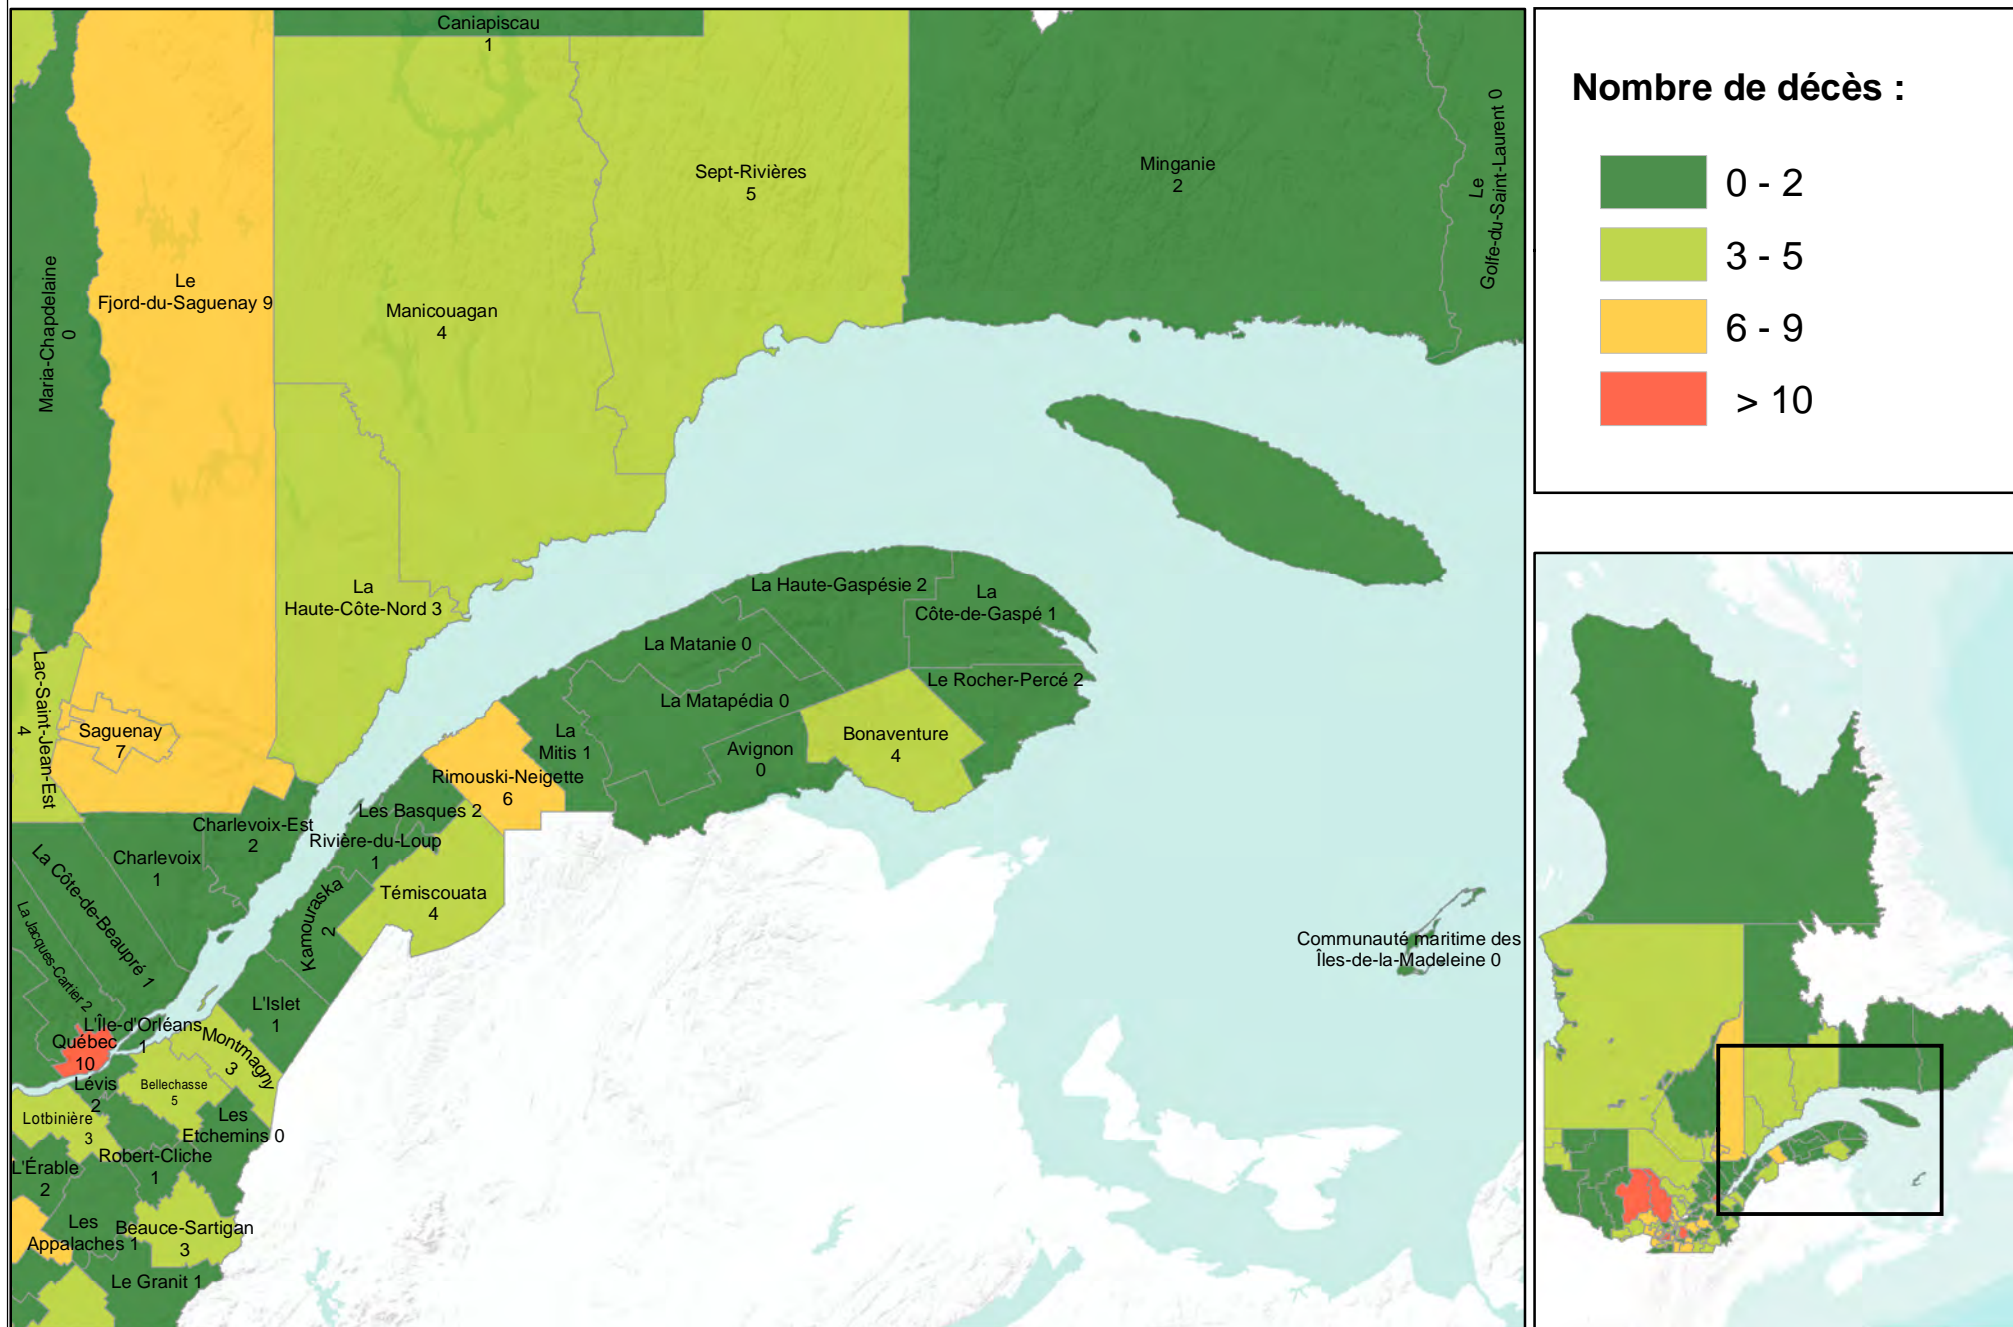 Caniapiscau
1
Nombre de décès :
0 - 2
3 - 5
6 - 9
> 10
Maria-Chapdelaine
0
Le
Fjord-du-Saguenay 9
Manicouagan
4
Sept-Rivières
5
Minganie
2
Le
Golfe-du-Saint-Laurent 0
La
Haute-Côte-Nord 3
La Haute-Gaspésie 2
La
Côte-de-Gaspé 1
La Matanie 0
La Matapédia 0
Le Rocher-Percé 2
Lac-Saint-Jean-Est
4
Saguenay
7
La
Mitis 1
Avignon
0
Bonaventure
4
Rimouski-Neigette
6
Les Basques 2
Charlevoix-Est
2
Rivière-du-Loup
1
Charlevoix
1
Témiscouata
4
La Côte-de-Beaupré 1
La Jacques-Cartier 2
Kamouraska
2
Communauté maritime des
Îles-de-la-Madeleine 0
L'Islet
1
L'Île-d'Orléans
1
Québec
10
Montmagny
3
Lévis
2
Bellechasse
5
Lotbinière
3
Les
Etchemins 0
Robert-Cliche
1
L'Érable
2
Les
Appalaches 1
Beauce-Sartigan
3
Le Granit 1